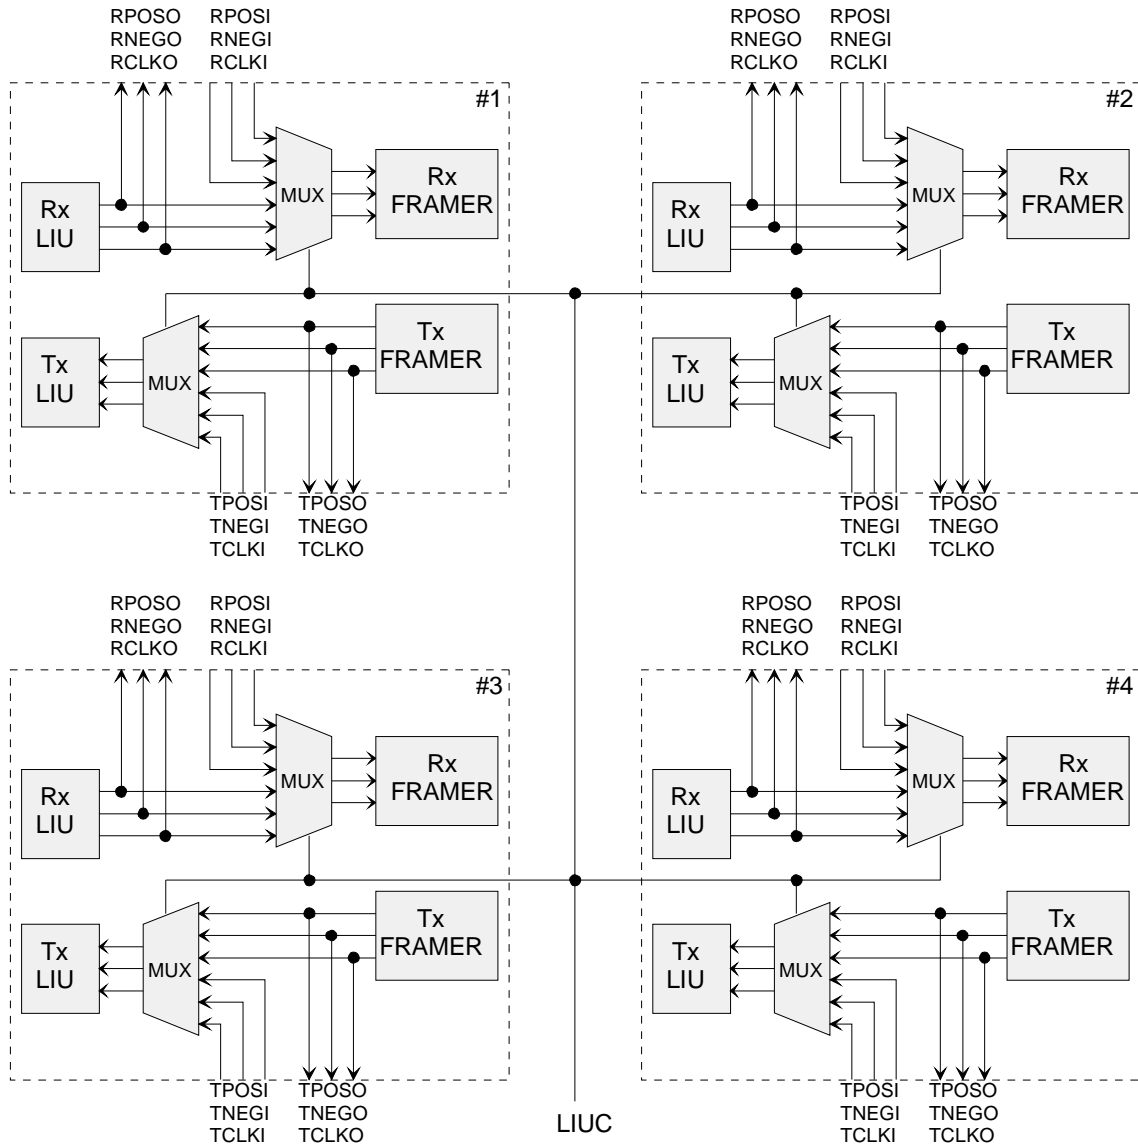 RPOSO RPOSI RPOSO RPOSI
RNEGO RNEGI RNEGO RNEGI
RCLKO RCLKI RCLKO RCLKI
#1 #2
Rx Rx
MUX FRAMER MUX FRAMER
Rx Rx
LIU LIU
Tx Tx
FRAMER FRAMER
Tx Tx
LIU MUX LIU MUX
TPOSI TPOSO TPOSI TPOSO
TNEGI TNEGO TNEGI TNEGO
TCLKI TCLKO TCLKI TCLKO
RPOSO RPOSI RPOSO RPOSI
RNEGO RNEGI RNEGO RNEGI
RCLKO RCLKI RCLKO RCLKI
#3 #4
Rx Rx
MUX FRAMER MUX FRAMER
Rx Rx
LIU LIU
Tx Tx
FRAMER FRAMER
Tx Tx
LIU MUX LIU MUX
TPOSI TPOSO TPOSI TPOSO
TNEGI TNEGO TNEGI TNEGO
TCLKI TCLKO TCLKI TCLKO
LIUC